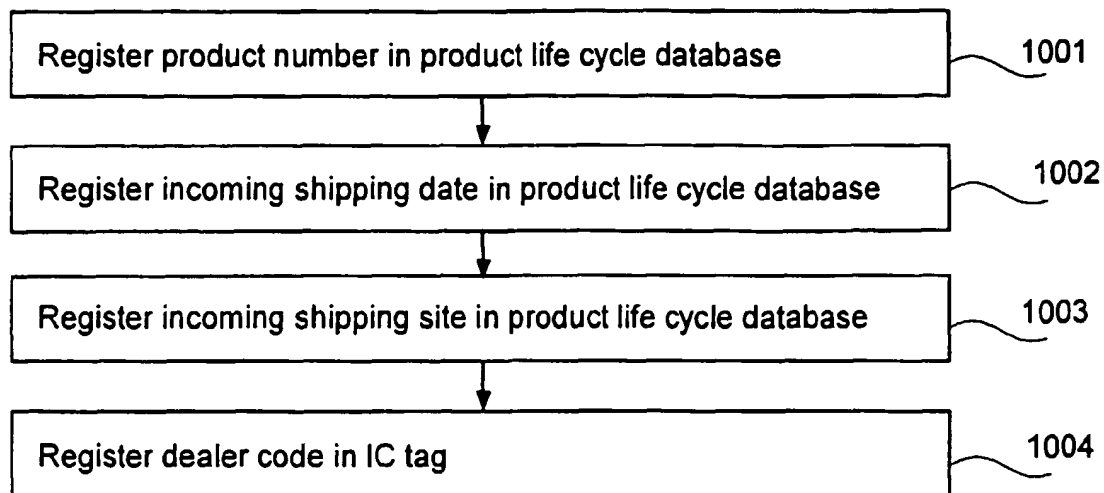 Register product number in product life cycle database 1001
Register incoming shipping date in product life cycle database 1002
Register incoming shipping site in product life cycle database 1003
Register dealer code in IC tag 1004